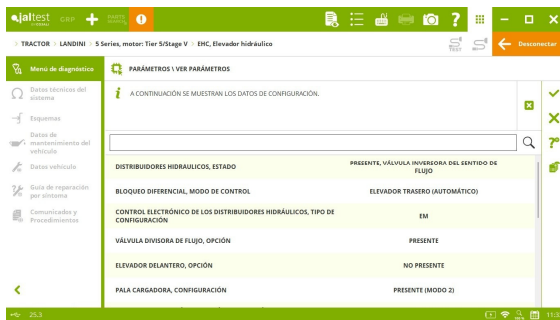 jaltest GRP
PARTS SEARCH
TRACTOR › LANDINI › 5 Series, motor: Tier 5/Stage V › EHC, Elevador hidráulico
TEST
Desconectar
Menú de diagnóstico
PARÁMETROS \ VER PARÁMETROS
Datos técnicos del
sistema
Esquemas
Datos de
mantenimiento del
vehículo
Datos vehículo
Guía de reparación
por síntoma
Comunicados y
Procedimientos
A CONTINUACIÓN SE MUESTRAN LOS DATOS DE CONFIGURACIÓN.
DISTRIBUIDORES HIDRAULICOS, ESTADO
PRESENTE, VÁLVULA INVERSORA DEL SENTIDO DE
FLUJO
BLOQUEO DIFERENCIAL, MODO DE CONTROL
ELEVADOR TRASERO (AUTOMÁTICO)
CONTROL ELECTRÓNICO DE LOS DISTRIBUIDORES HIDRÁULICOS, TIPO DE
CONFIGURACIÓN
EM
VÁLVULA DIVISORA DE FLUJO, OPCIÓN
PRESENTE
ELEVADOR DELANTERO, OPCIÓN
NO PRESENTE
PALA CARGADORA, CONFIGURACIÓN
PRESENTE (MODO 2)
25.3